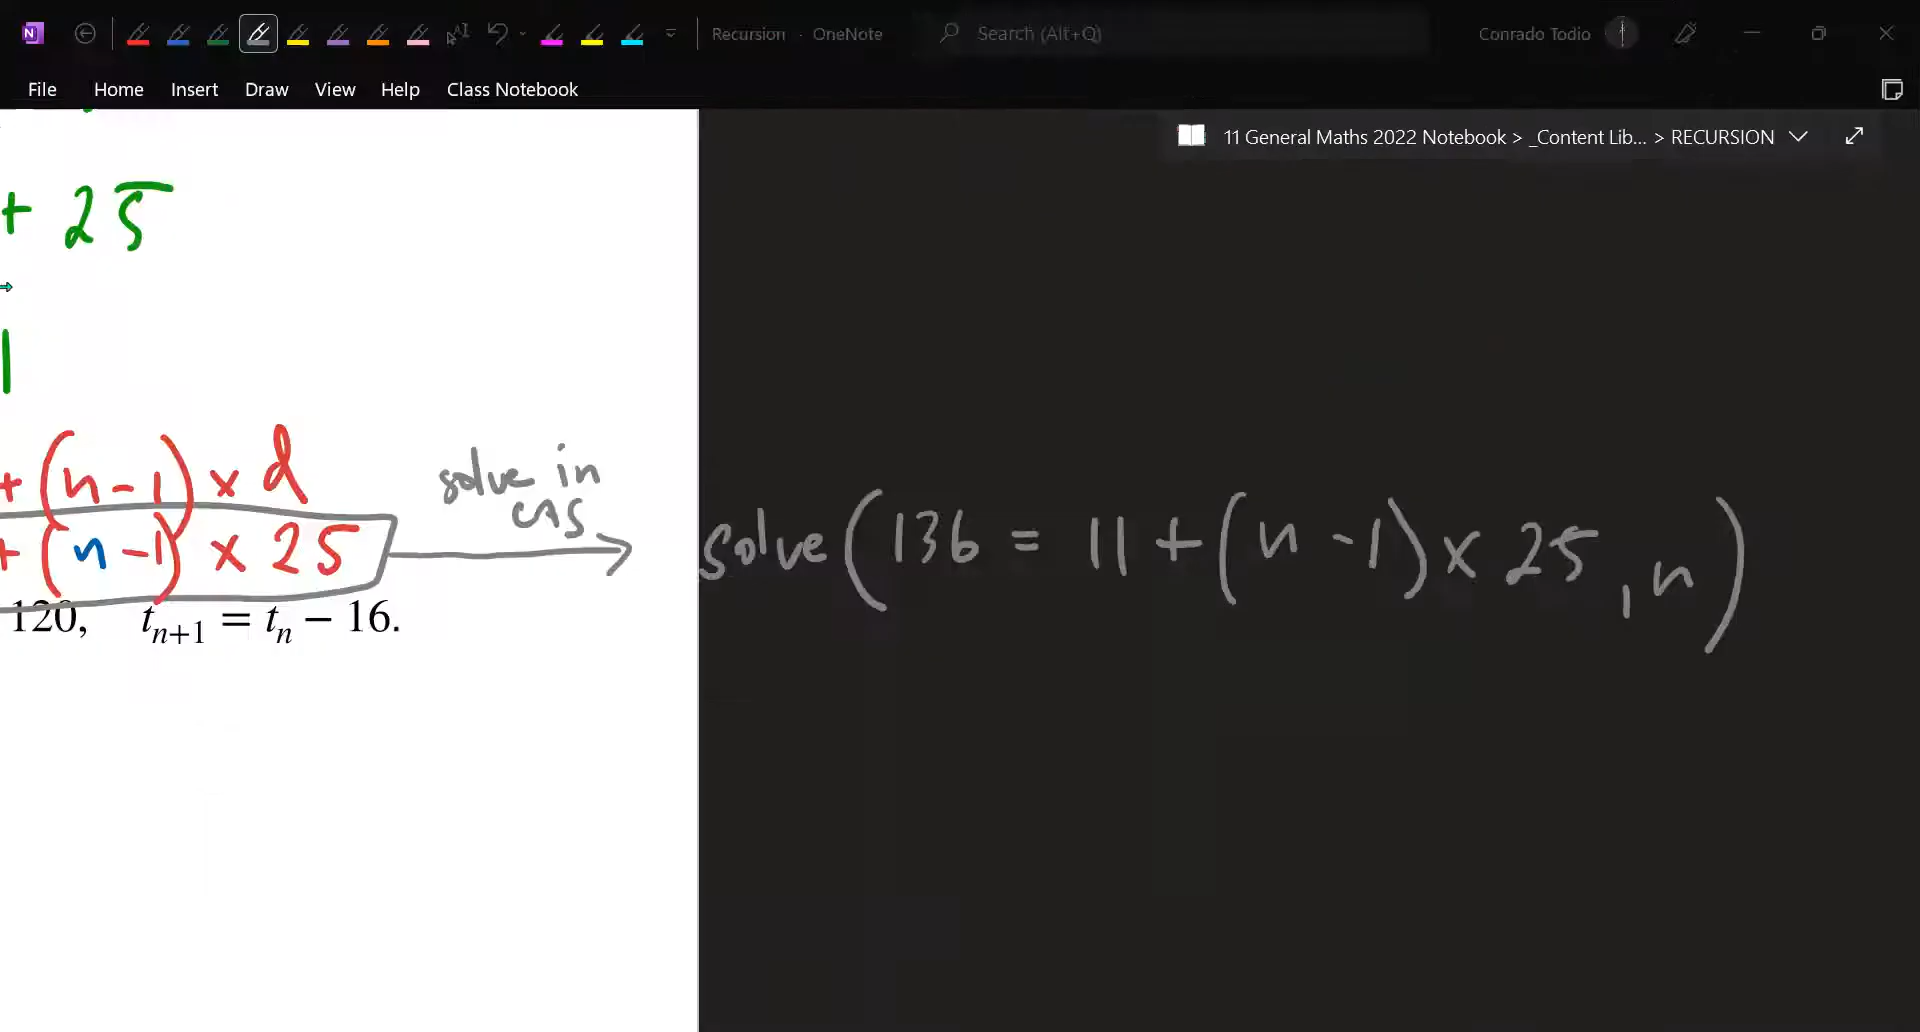 Recursion - OneNote
Search (Alt+Q)
Conrado Todio
File Home Insert Draw View Help Class Notebook
11 General Maths 2022 Notebook > _Content Lib... > RECURSION
+ 25
1
+ (n-1) × d
+ (n-1) × 25
solve in
CAS
solve(136 = 11 + (n-1) × 25, n)
120, tₙ₊₁ = tₙ − 16.